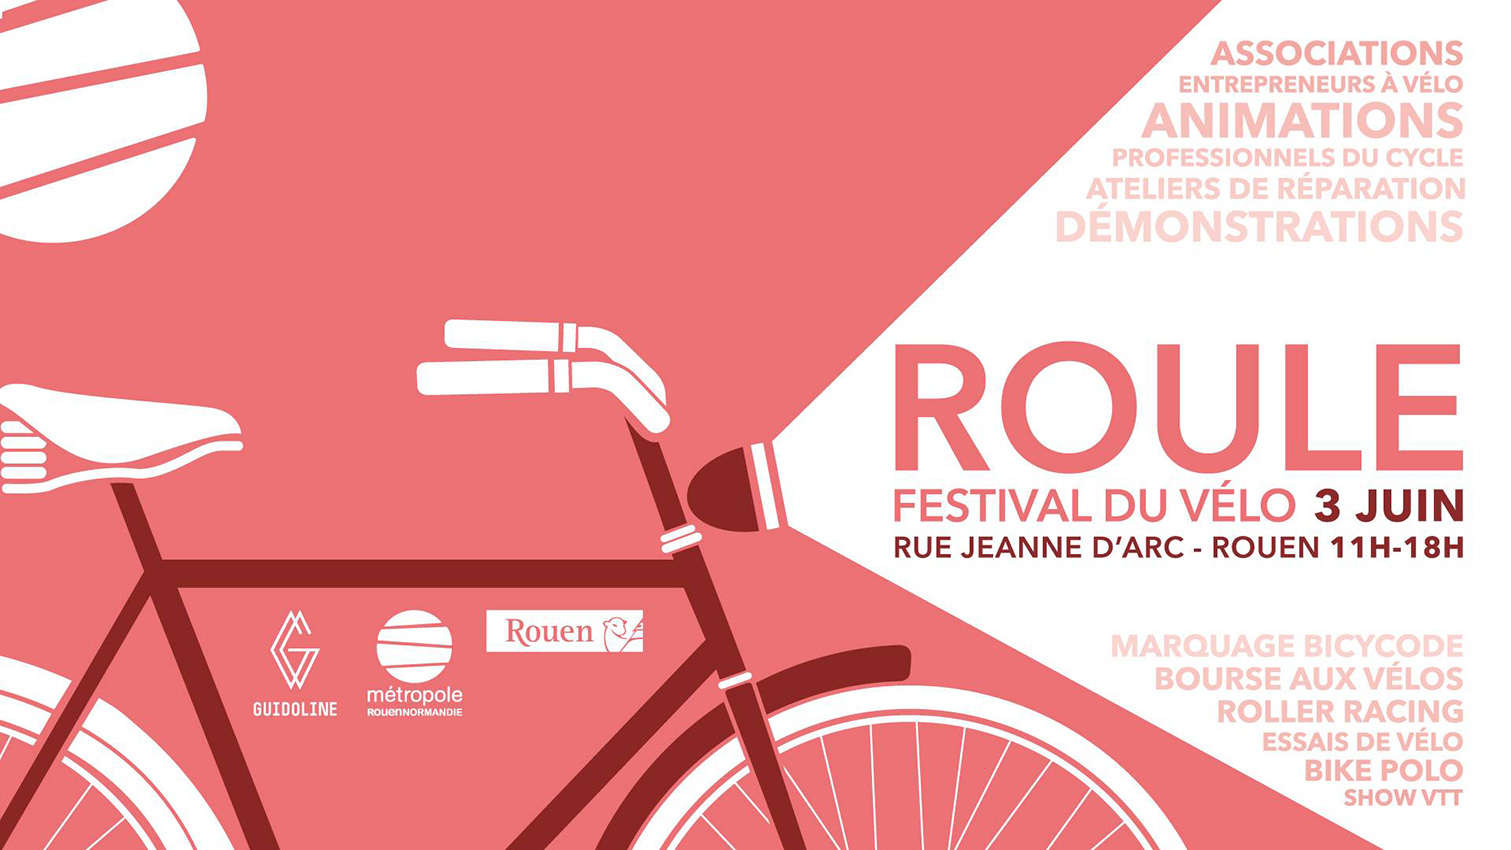 ASSOCIATIONS
ENTREPRENEURS À VÉLO
ANIMATIONS
PROFESSIONNELS DU CYCLE
ATELIERS DE RÉPARATION
DÉMONSTRATIONS
ROULE
FESTIVAL DU VÉLO 3 JUIN
RUE JEANNE D'ARC - ROUEN 11H-18H
GUIDOLINE
métropole
ROUENNORMANDIE
Rouen
MARQUAGE BICYCODE
BOURSE AUX VÉLOS
ROLLER RACING
ESSAIS DE VÉLO
BIKE POLO
SHOW VTT